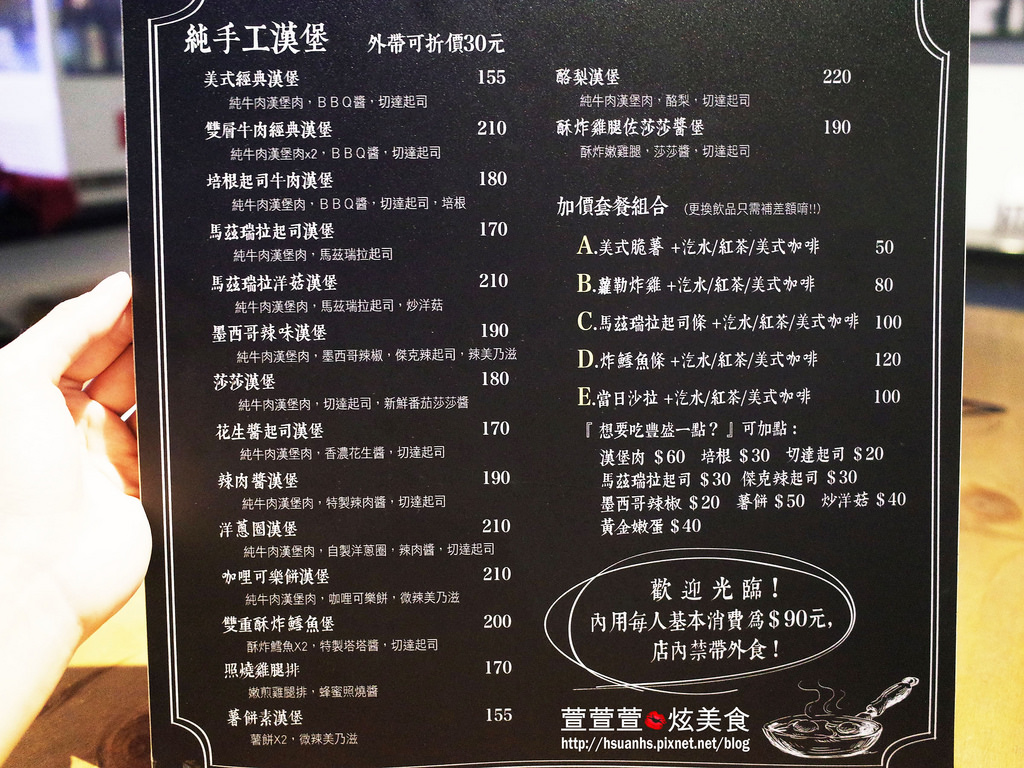 純手工漢堡 外帶可折價30元
美式經典漢堡 155
純牛肉漢堡肉，BBQ醬，切達起司
雙層牛肉經典漢堡 210
純牛肉漢堡肉x2，BBQ醬，切達起司
培根起司牛肉漢堡 180
純牛肉漢堡肉，BBQ醬，切達起司，培根
馬茲瑞拉起司漢堡 170
純牛肉漢堡肉，馬茲瑞拉起司
馬茲瑞拉洋菇漢堡 210
純牛肉漢堡肉，馬茲瑞拉起司，炒洋菇
墨西哥辣味漢堡 190
純牛肉漢堡肉，墨西哥辣椒，傑克辣起司，辣美乃滋
莎莎漢堡 180
純牛肉漢堡肉，切達起司，新鮮番茄莎莎醬
花生醬起司漢堡 170
純牛肉漢堡肉，香濃花生醬，切達起司
辣肉醬漢堡 190
純牛肉漢堡肉，特製辣肉醬，切達起司
洋蔥圈漢堡 210
純牛肉漢堡肉，自製洋蔥圈，辣肉醬，切達起司
咖哩可樂餅漢堡 210
純牛肉漢堡肉，咖哩可樂餅，微辣美乃滋
雙重酥炸鱈魚堡 200
酥炸鱈魚X2，特製塔塔醬，切達起司
照燒雞腿排 170
嫩煎雞腿排，蜂蜜照燒醬
薯餅素漢堡 155
薯餅X2，微辣美乃滋
酪梨漢堡 220
純牛肉漢堡肉，酪梨，切達起司
酥炸雞腿佐莎莎醬堡 190
酥炸嫩雞腿，莎莎醬，切達起司
加價套餐組合 （更換飲品只需補差額唷!!）
A.美式脆薯 +汽水/紅茶/美式咖啡 50
B.蘿勒炸雞 +汽水/紅茶/美式咖啡 80
C.馬茲瑞拉起司條 +汽水/紅茶/美式咖啡 100
D.炸鱈魚條 +汽水/紅茶/美式咖啡 120
E.當日沙拉 +汽水/紅茶/美式咖啡 100
『想要吃豐盛一點？』可加點：
漢堡肉 $60 培根 $30 切達起司 $20
馬茲瑞拉起司 $30 傑克辣起司 $30
墨西哥辣椒 $20 薯餅 $50 炒洋菇 $40
黃金嫩蛋 $40
歡迎光臨！
內用每人基本消費為$90元，
店內禁帶外食！
萱萱萱炫美食
http://hsuanhs.pixnet.net/blog